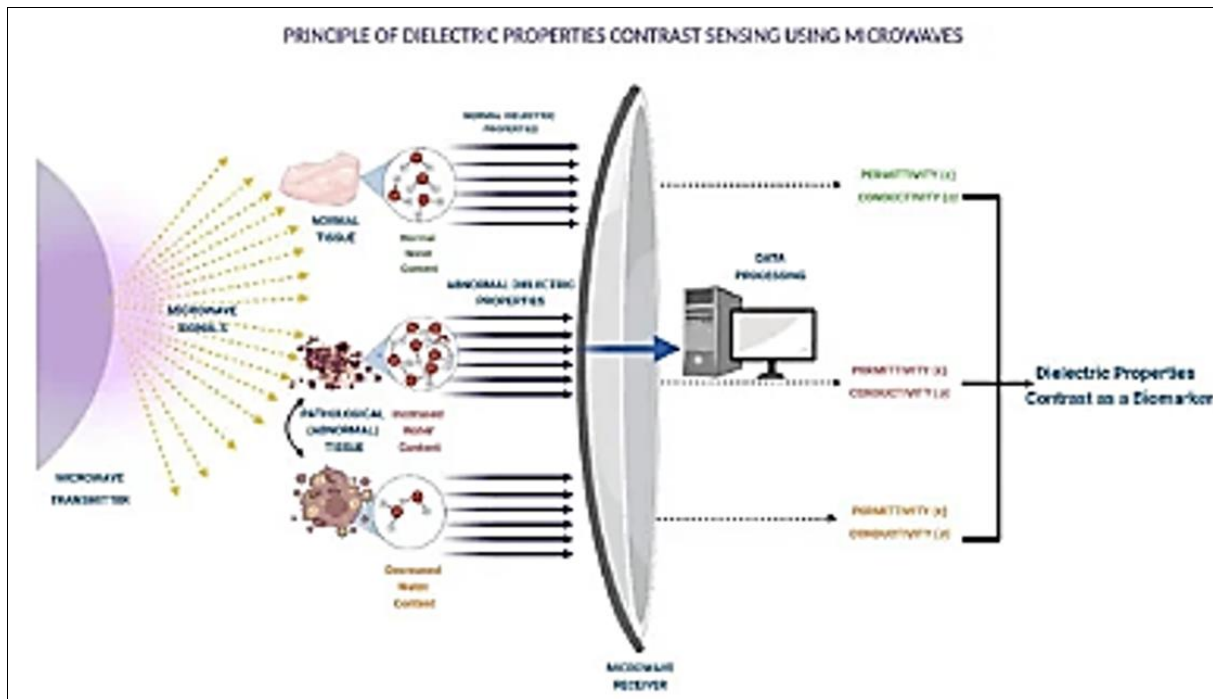 PRINCIPLE OF DIELECTRIC PROPERTIES CONTRAST SENSING USING MICROWAVES
NORMAL DIELECTRIC
PROPERTIES
NORMAL
TISSUE
Normal
Water
Content
PERMITTIVITY
CONDUCTIVITY
MICROWAVE
SIGNALS
ABNORMAL DIELECTRIC
PROPERTIES
DATA
PROCESSING
PATHOLOGICAL
(ABNORMAL)
TISSUE
Increased
Water
Content
PERMITTIVITY
CONDUCTIVITY
Dielectric Properties
Contrast as a Biomarker
MICROWAVE
TRANSMITTER
Decreased
Water
Content
PERMITTIVITY
CONDUCTIVITY
MICROWAVE
RECEIVER